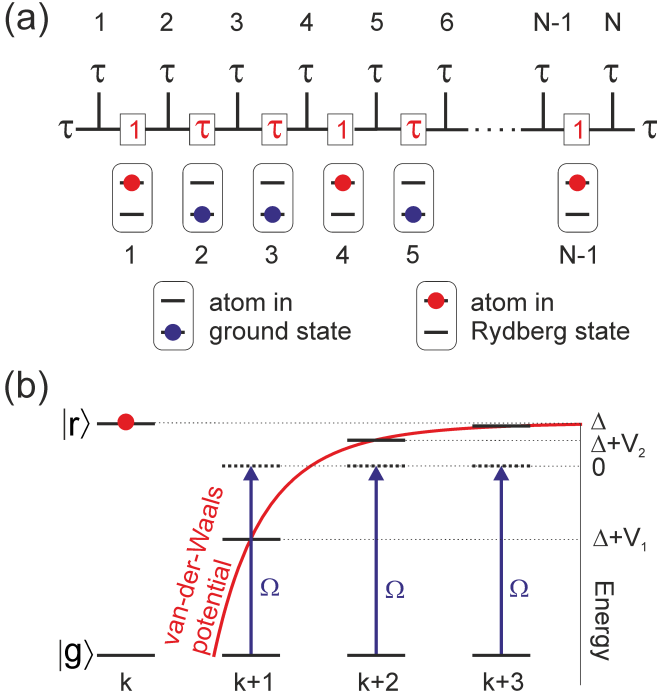 (a)
1 2 3 4 5 6 N-1 N
τ τ τ τ τ τ τ τ
τ 1 τ τ 1 τ 1 τ
1 2 3 4 5 N-1
atom in
ground state
atom in
Rydberg state
(b)
|r⟩
Δ
Δ+V₂
0
Δ+V₁
van-der-Waals
potential
Ω Ω Ω
Energy
|g⟩
k k+1 k+2 k+3